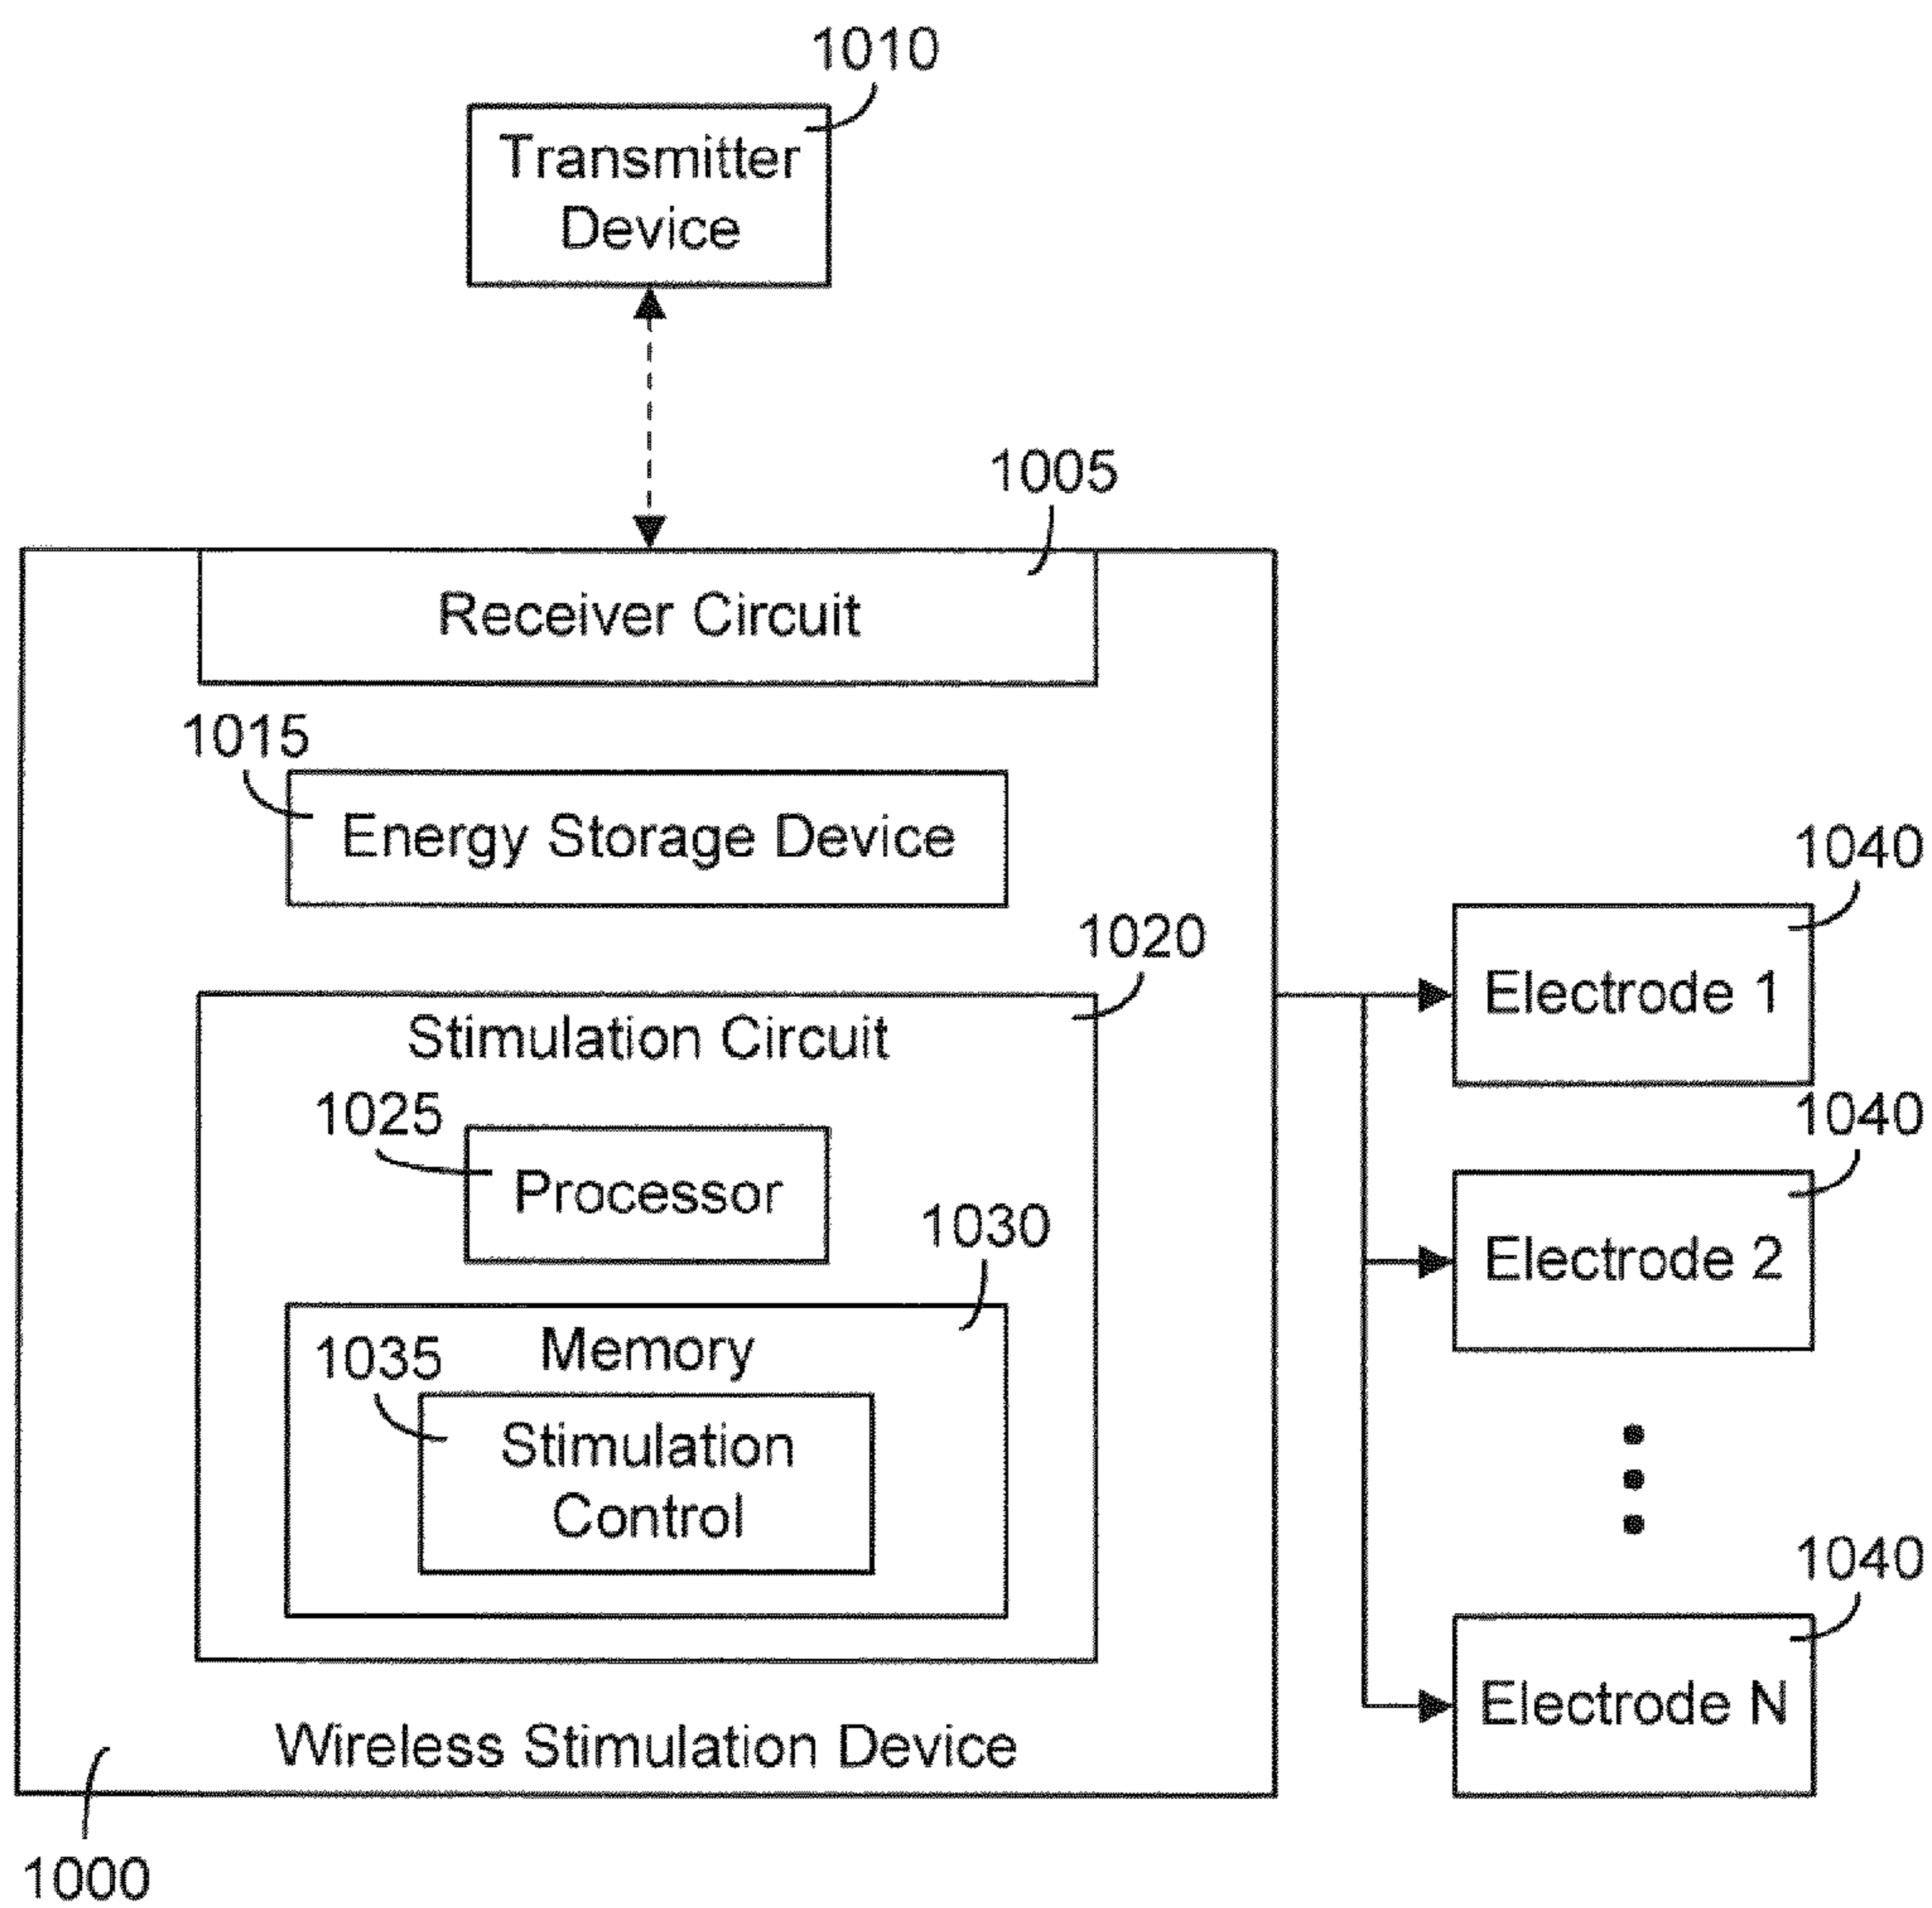 1010
Transmitter
Device
1005
Receiver Circuit
1015
Energy Storage Device
1020
Stimulation Circuit
1025
Processor
1030
1035
Memory
Stimulation
Control
Wireless Stimulation Device
1000
1040
Electrode 1
1040
Electrode 2
1040
Electrode N